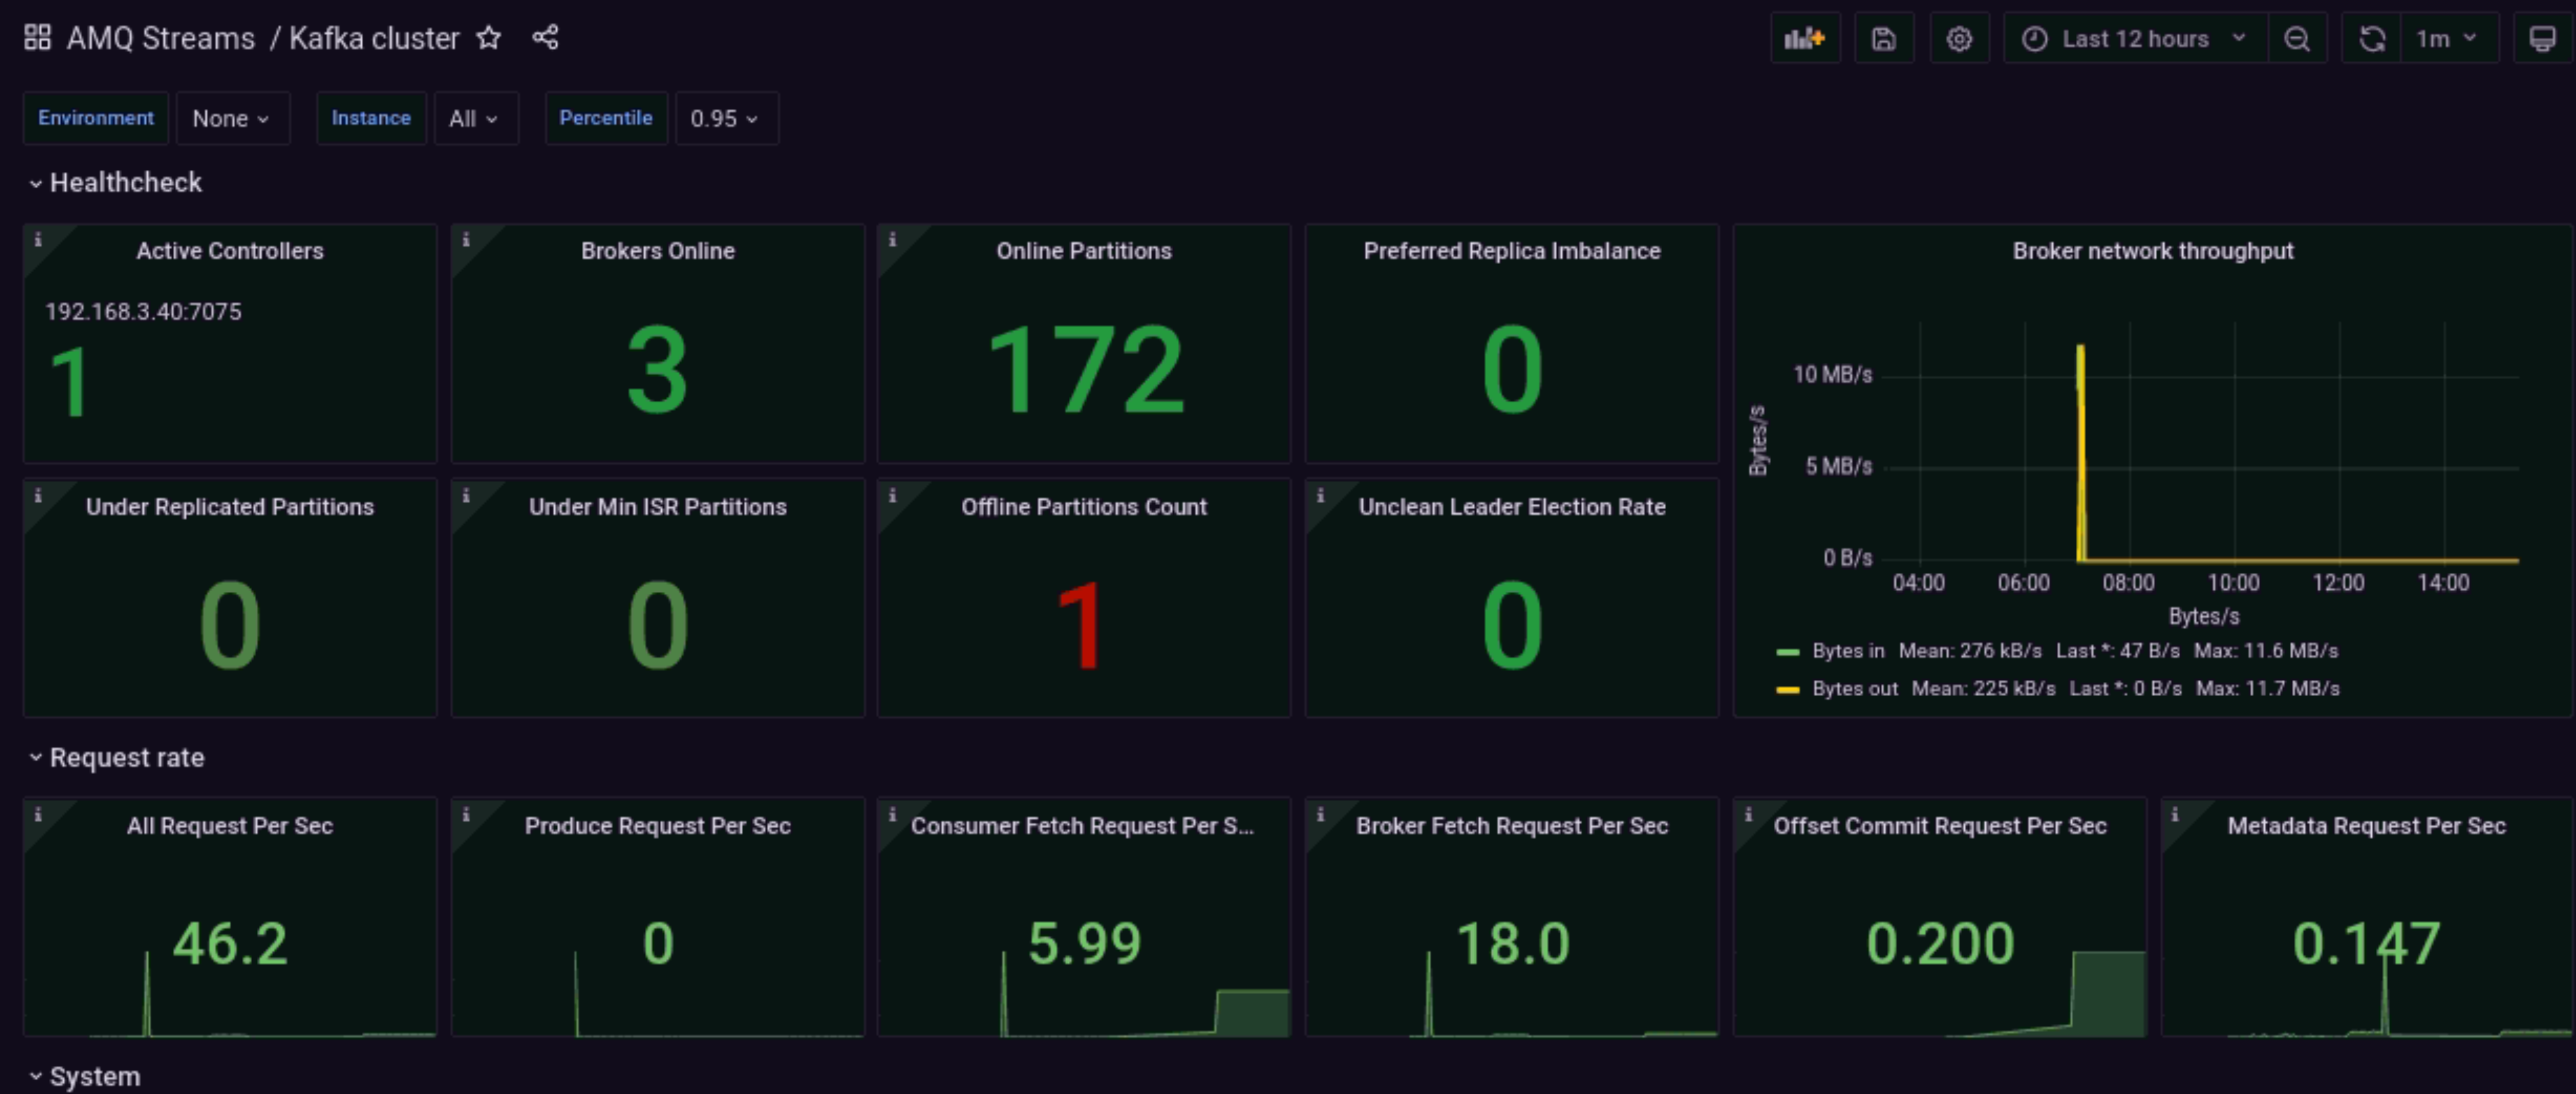 AMQ Streams / Kafka cluster
Last 12 hours
1m
Environment None Instance All Percentile 0.95
Healthcheck
Active Controllers
192.168.3.40:7075
1
Brokers Online
3
Online Partitions
172
Preferred Replica Imbalance
0
Broker network throughput
Bytes/s
10 MB/s
5 MB/s
0 B/s
04:00 06:00 08:00 10:00 12:00 14:00
Bytes/s
Bytes in Mean: 276 kB/s Last *: 47 B/s Max: 11.6 MB/s
Bytes out Mean: 225 kB/s Last *: 0 B/s Max: 11.7 MB/s
Under Replicated Partitions
0
Under Min ISR Partitions
0
Offline Partitions Count
1
Unclean Leader Election Rate
0
Request rate
All Request Per Sec
46.2
Produce Request Per Sec
0
Consumer Fetch Request Per S...
5.99
Broker Fetch Request Per Sec
18.0
Offset Commit Request Per Sec
0.200
Metadata Request Per Sec
0.147
System